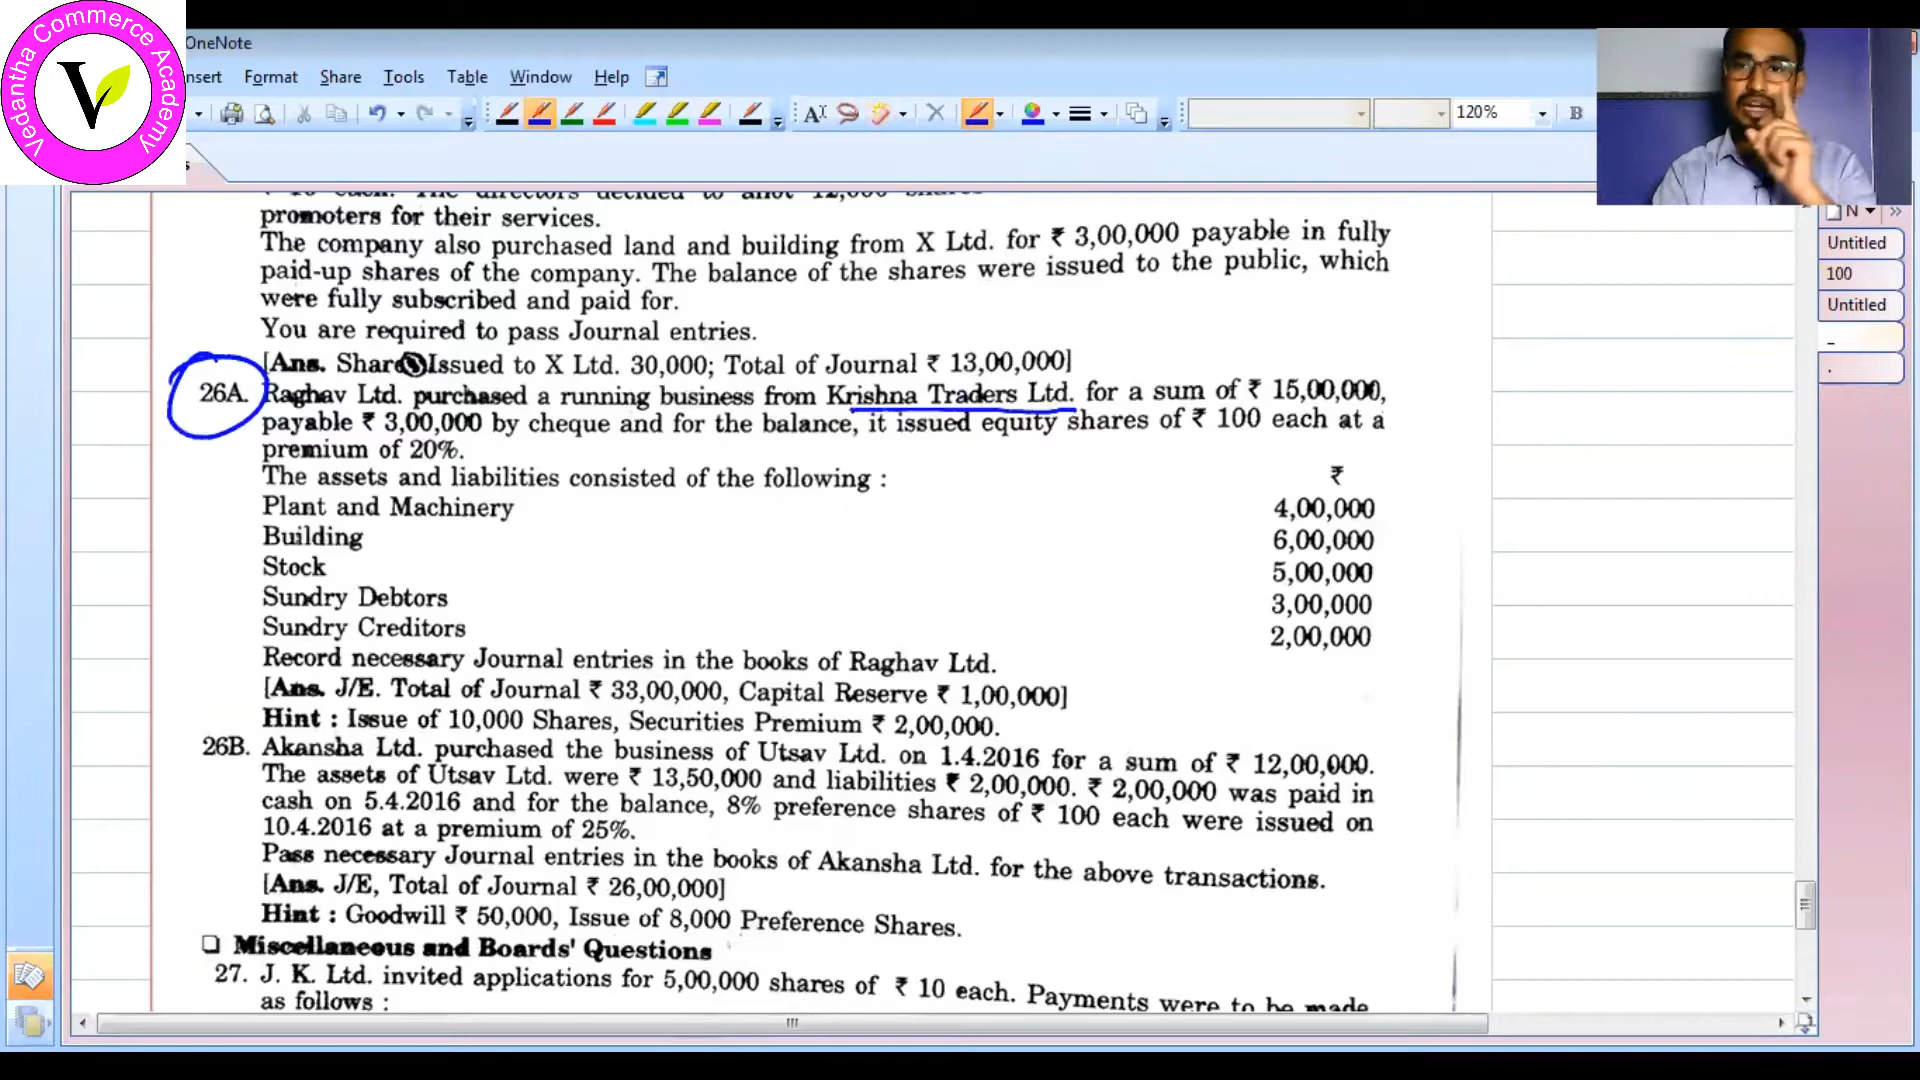 Vedantha Commerce Academy
V
OneNote
nsert Format Share Tools Table Window Help
120% B
s
N
Untitled
100
Untitled
_
.
promoters for their services.
The company also purchased land and building from X Ltd. for ₹ 3,00,000 payable in fully
paid-up shares of the company. The balance of the shares were issued to the public, which
were fully subscribed and paid for.
You are required to pass Journal entries.
[Ans. Shares Issued to X Ltd. 30,000; Total of Journal ₹ 13,00,000]
26A. Raghav Ltd. purchased a running business from Krishna Traders Ltd. for a sum of ₹ 15,00,000,
payable ₹ 3,00,000 by cheque and for the balance, it issued equity shares of ₹ 100 each at a
premium of 20%.
The assets and liabilities consisted of the following : ₹
Plant and Machinery 4,00,000
Building 6,00,000
Stock 5,00,000
Sundry Debtors 3,00,000
Sundry Creditors 2,00,000
Record necessary Journal entries in the books of Raghav Ltd.
[Ans. J/E. Total of Journal ₹ 33,00,000, Capital Reserve ₹ 1,00,000]
Hint : Issue of 10,000 Shares, Securities Premium ₹ 2,00,000.
26B. Akansha Ltd. purchased the business of Utsav Ltd. on 1.4.2016 for a sum of ₹ 12,00,000.
The assets of Utsav Ltd. were ₹ 13,50,000 and liabilities ₹ 2,00,000. ₹ 2,00,000 was paid in
cash on 5.4.2016 and for the balance, 8% preference shares of ₹ 100 each were issued on
10.4.2016 at a premium of 25%.
Pass necessary Journal entries in the books of Akansha Ltd. for the above transactions.
[Ans. J/E, Total of Journal ₹ 26,00,000]
Hint : Goodwill ₹ 50,000, Issue of 8,000 Preference Shares.
❑ Miscellaneous and Boards' Questions
27. J. K. Ltd. invited applications for 5,00,000 shares of ₹ 10 each. Payments were to be made
as follows :